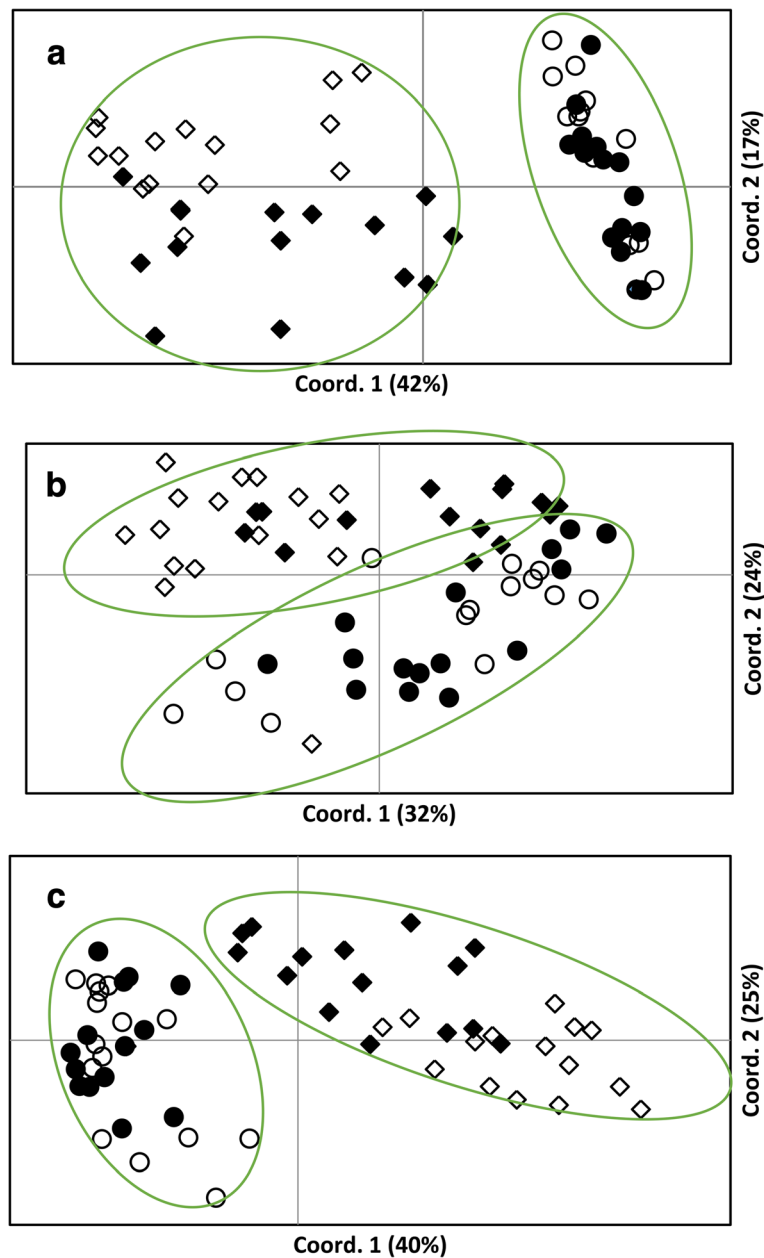 a
Coord. 2 (17%)
Coord. 1 (42%)
b
Coord. 2 (24%)
Coord. 1 (32%)
c
Coord. 2 (25%)
Coord. 1 (40%)